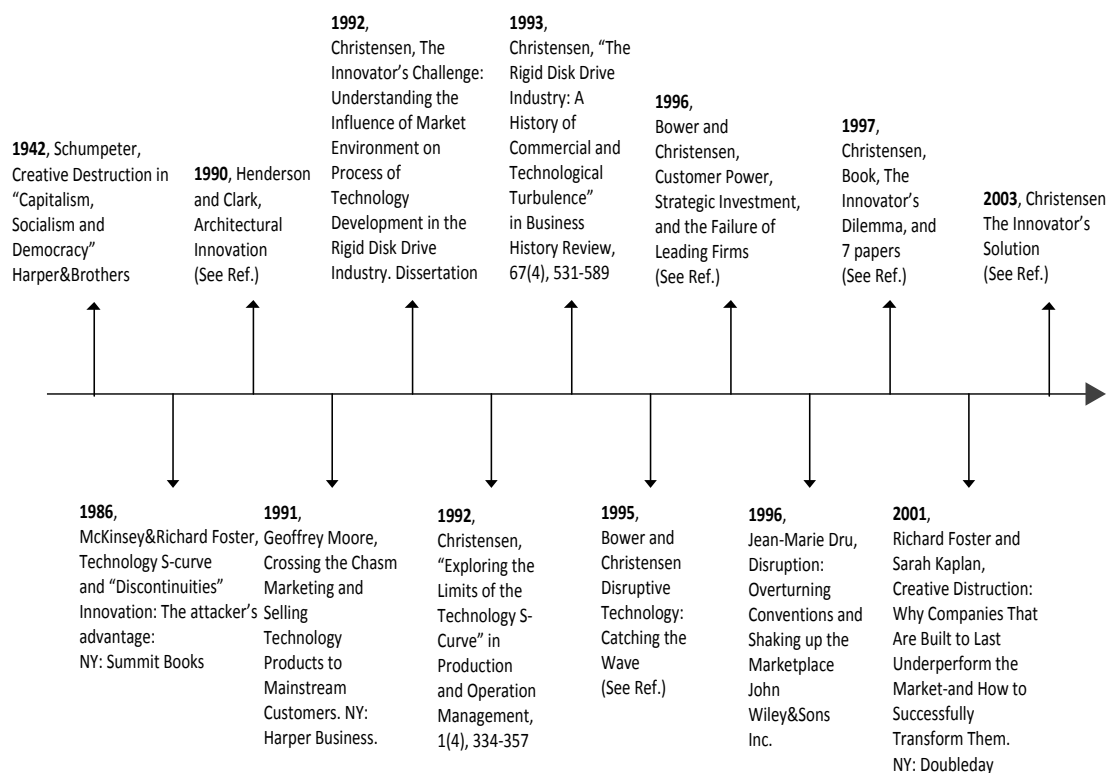 1942, Schumpeter,
Creative Destruction in
“Capitalism,
Socialism and
Democracy”
Harper&Brothers
1990, Henderson
and Clark,
Architectural
Innovation
(See Ref.)
1992,
Christensen, The
Innovator’s Challenge:
Understanding the
Influence of Market
Environment on
Process of
Technology
Development in the
Rigid Disk Drive
Industry. Dissertation
1993,
Christensen, “The
Rigid Disk Drive
Industry: A
History of
Commercial and
Technological
Turbulence”
in Business
History Review,
67(4), 531-589
1996,
Bower and
Christensen,
Customer Power,
Strategic Investment,
and the Failure of
Leading Firms
(See Ref.)
1997,
Christensen,
Book, The
Innovator’s
Dilemma, and
7 papers
(See Ref.)
2003, Christensen
The Innovator’s
Solution
(See Ref.)
1986,
McKinsey&Richard Foster,
Technology S-curve
and “Discontinuities”
Innovation: The attacker’s
advantage:
NY: Summit Books
1991,
Geoffrey Moore,
Crossing the Chasm
Marketing and
Selling
Technology
Products to
Mainstream
Customers. NY:
Harper Business.
1992,
Christensen,
“Exploring the
Limits of the
Technology S-
Curve” in
Production
and Operation
Management,
1(4), 334-357
1995,
Bower and
Christensen
Disruptive
Technology:
Catching the
Wave
(See Ref.)
1996,
Jean-Marie Dru,
Disruption:
Overturning
Conventions and
Shaking up the
Marketplace
John
Wiley&Sons
Inc.
2001,
Richard Foster and
Sarah Kaplan,
Creative Distruction:
Why Companies That
Are Built to Last
Underperform the
Market-and How to
Successfully
Transform Them.
NY: Doubleday